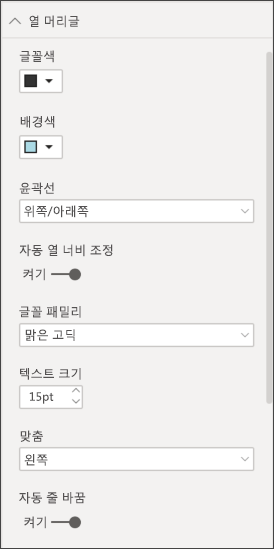 열 머리글
글꼴색
배경색
윤곽선
위쪽/아래쪽
자동 열 너비 조정
켜기
글꼴 패밀리
맑은 고딕
텍스트 크기
15pt
맞춤
왼쪽
자동 줄 바꿈
켜기